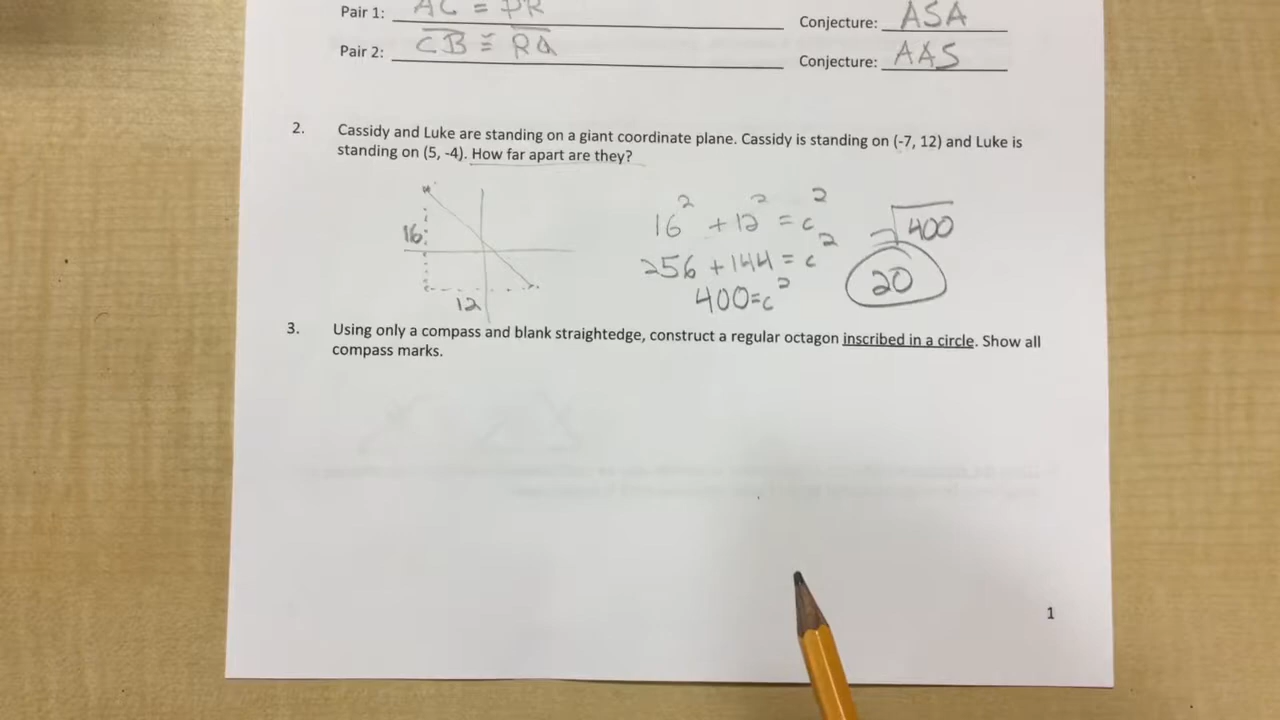 Pair 1: AC = PR Conjecture: ASA
Pair 2: CB ≅ RQ Conjecture: AAS
2. Cassidy and Luke are standing on a giant coordinate plane. Cassidy is standing on (-7, 12) and Luke is
standing on (5, -4). How far apart are they?
16
12
16² + 12² = c²
256 + 144 = c²
400 = c²
√400
20
3. Using only a compass and blank straightedge, construct a regular octagon inscribed in a circle. Show all
compass marks.
1